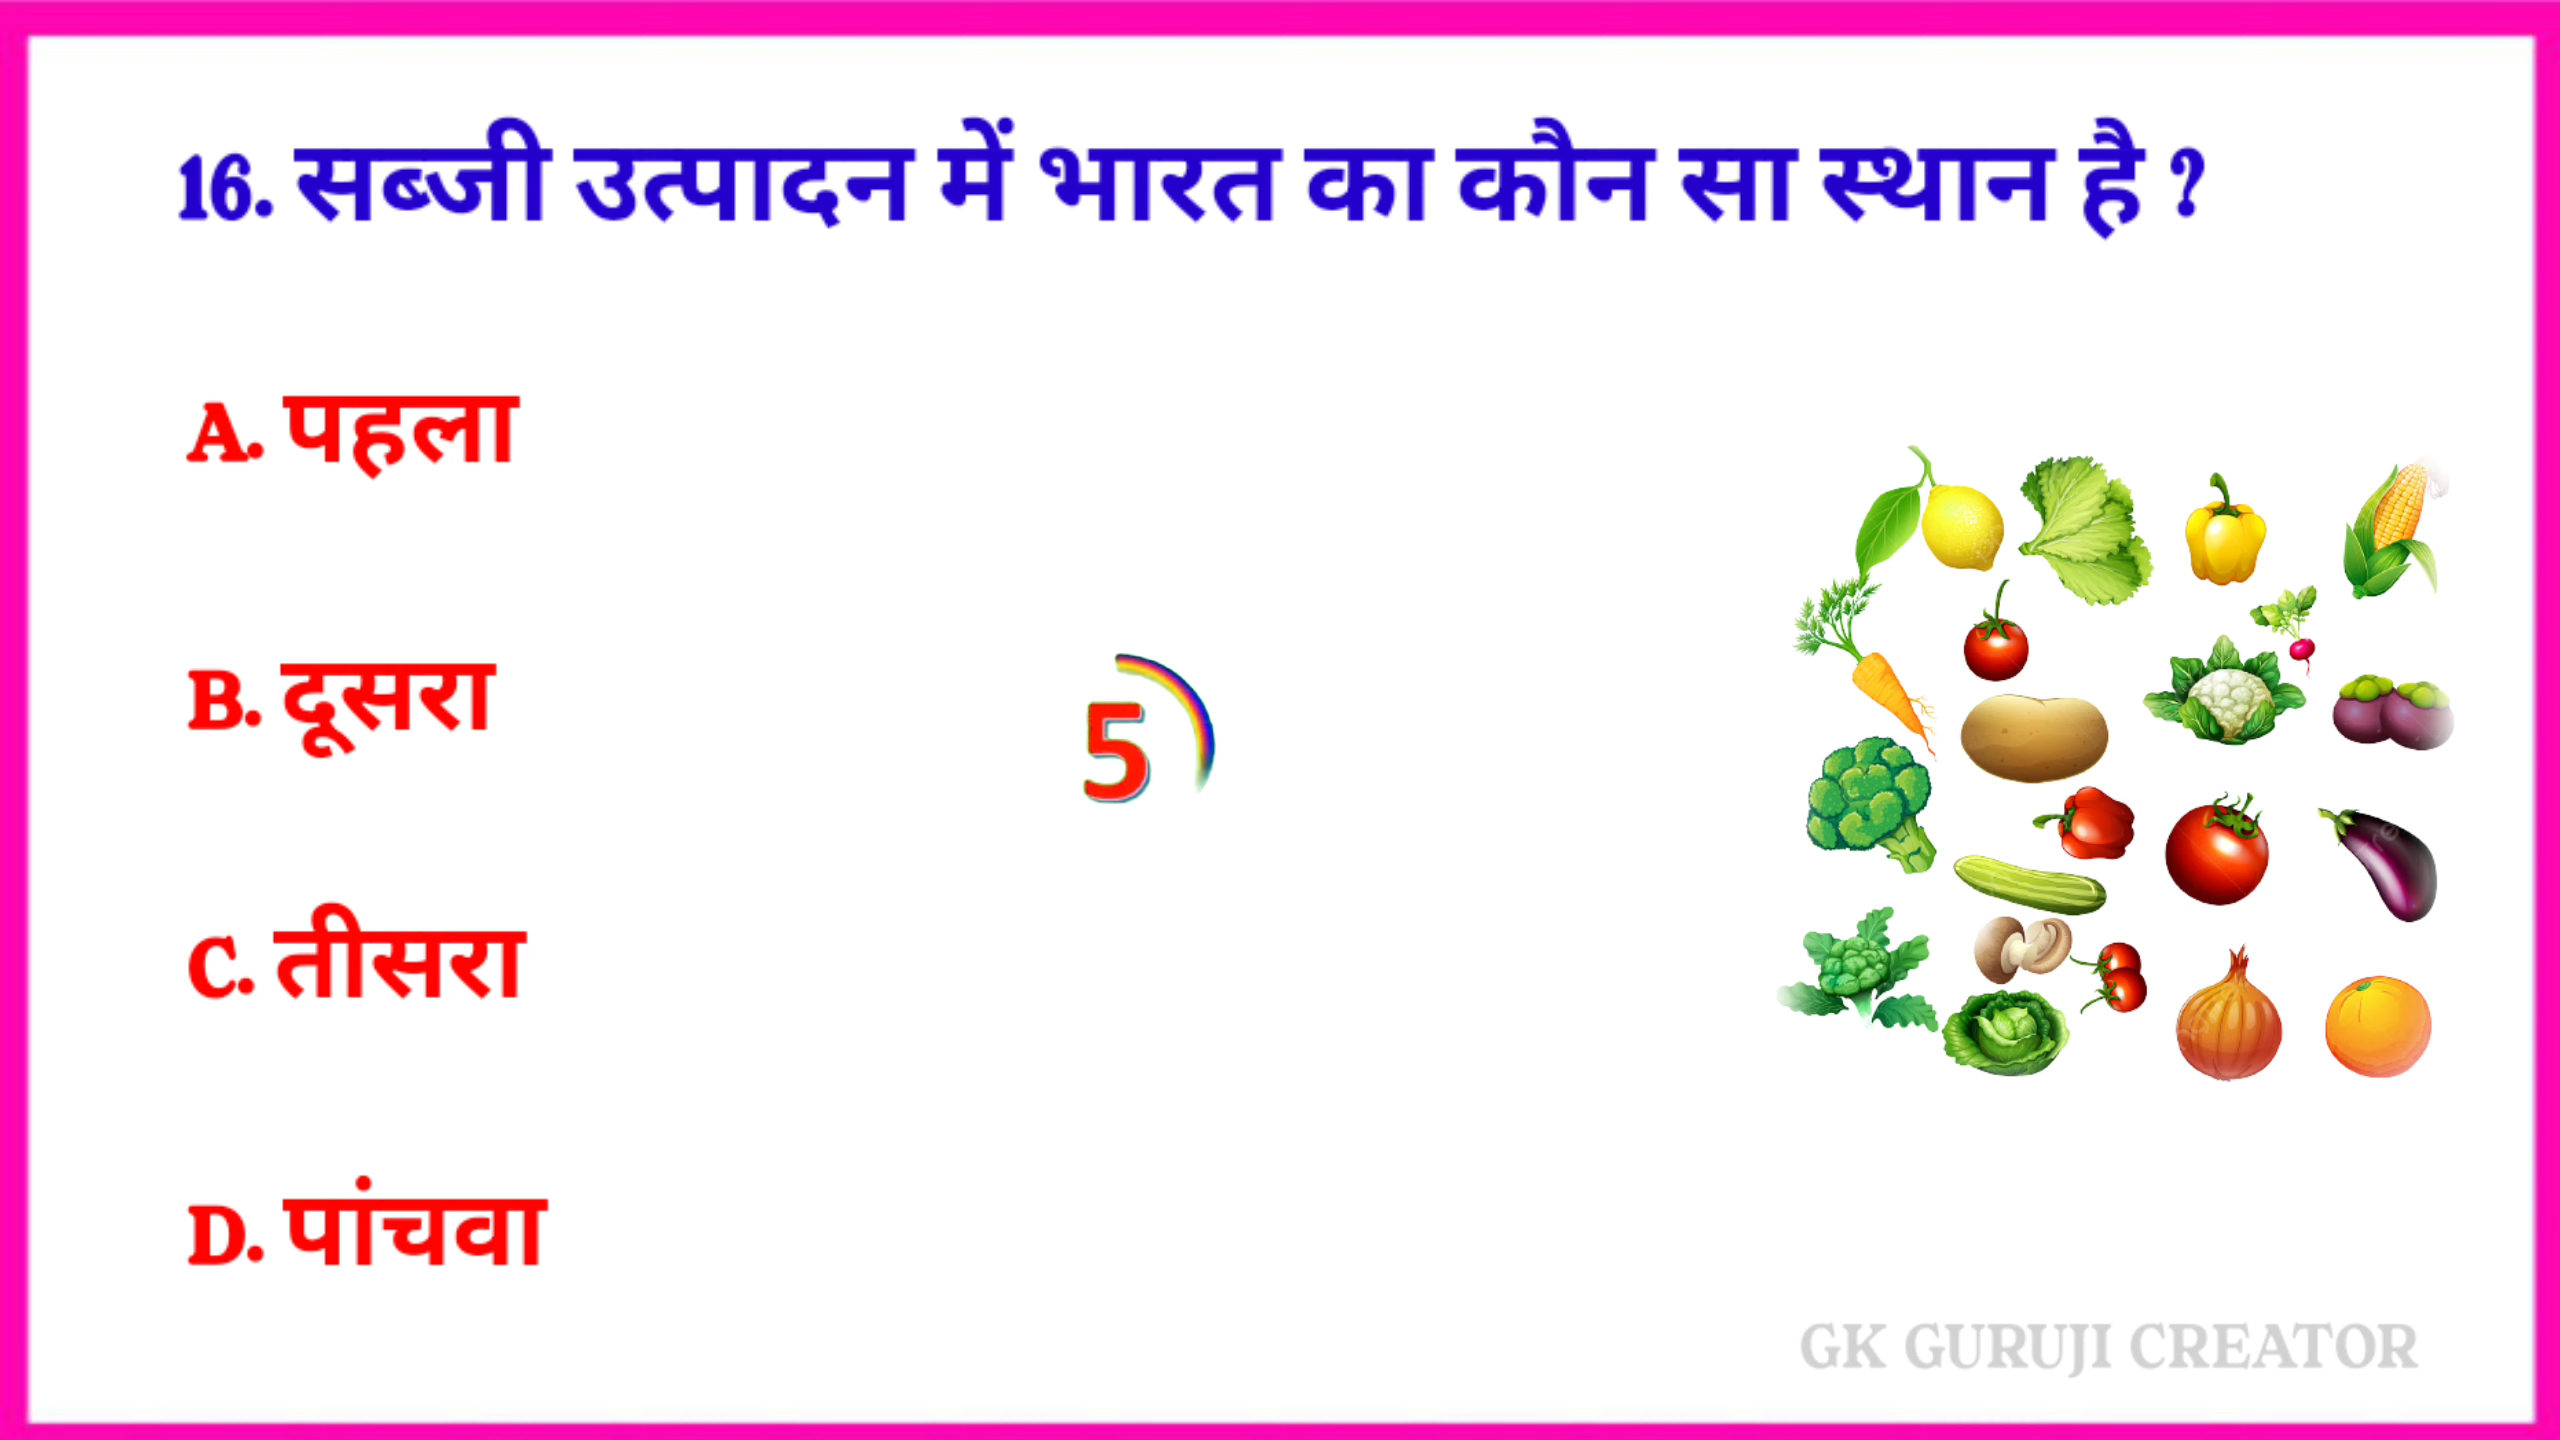 16. सब्जी उत्पादन में भारत का कौन सा स्थान है ?
A. पहला
B. दूसरा
5
C. तीसरा
D. पांचवा
GK GURUJI CREATOR